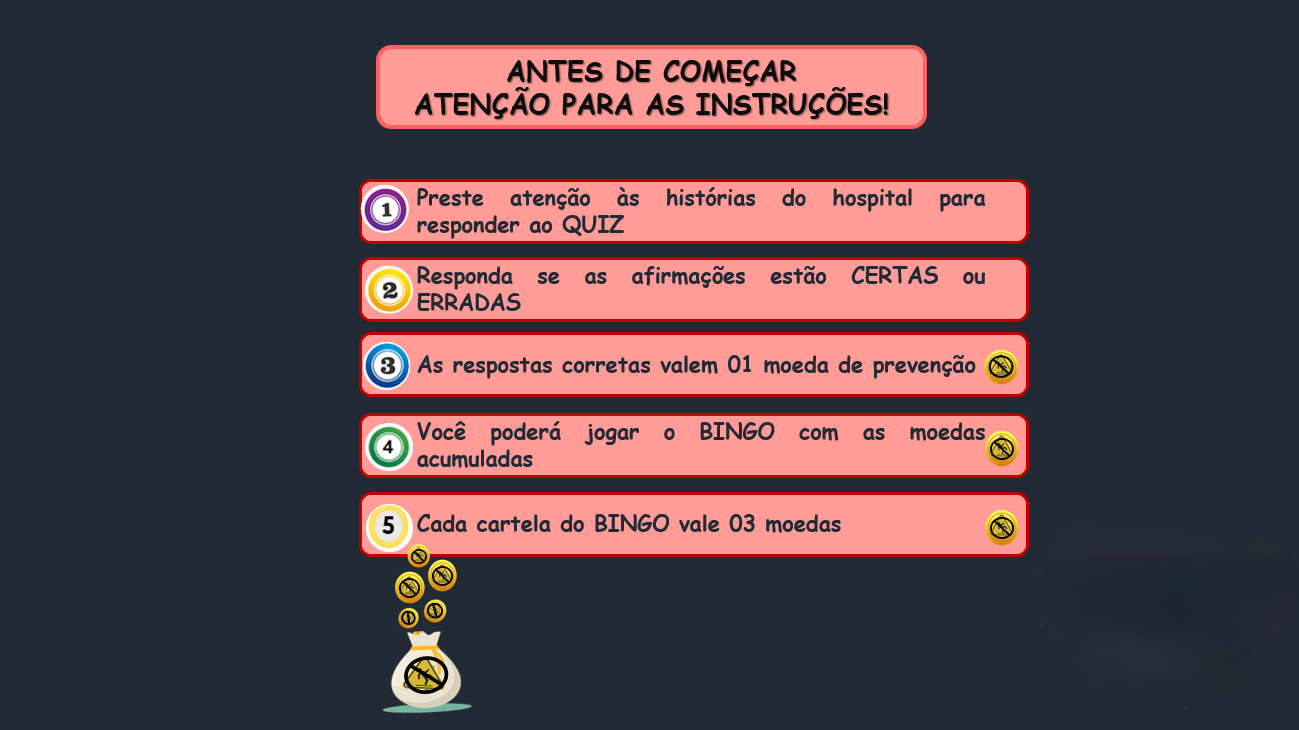 ANTES DE COMEÇAR
ATENÇÃO PARA AS INSTRUÇÕES!
1 Preste atenção às histórias do hospital para
responder ao QUIZ
2 Responda se as afirmações estão CERTAS ou
ERRADAS
3 As respostas corretas valem 01 moeda de prevenção
4 Você poderá jogar o BINGO com as moedas
acumuladas
5 Cada cartela do BINGO vale 03 moedas